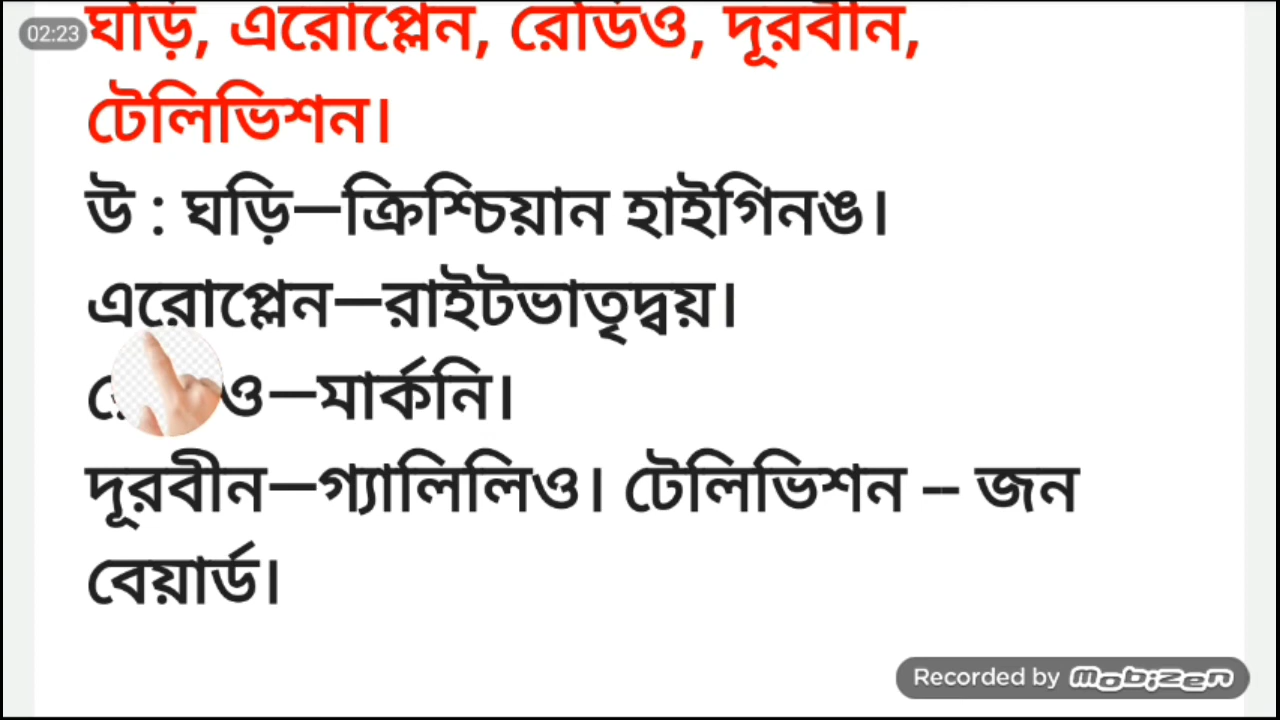 02:23
ঘড়ি, এরোপ্লেন, রেডিও, দূরবীন,
টেলিভিশন।
উ : ঘড়ি—ক্রিশ্চিয়ান হাইগিনঙ।
এরোপ্লেন—রাইটভাতৃদ্বয়।
ও—মার্কনি।
দূরবীন—গ্যালিলিও। টেলিভিশন -- জন
বেয়ার্ড।
Recorded by Mobizen